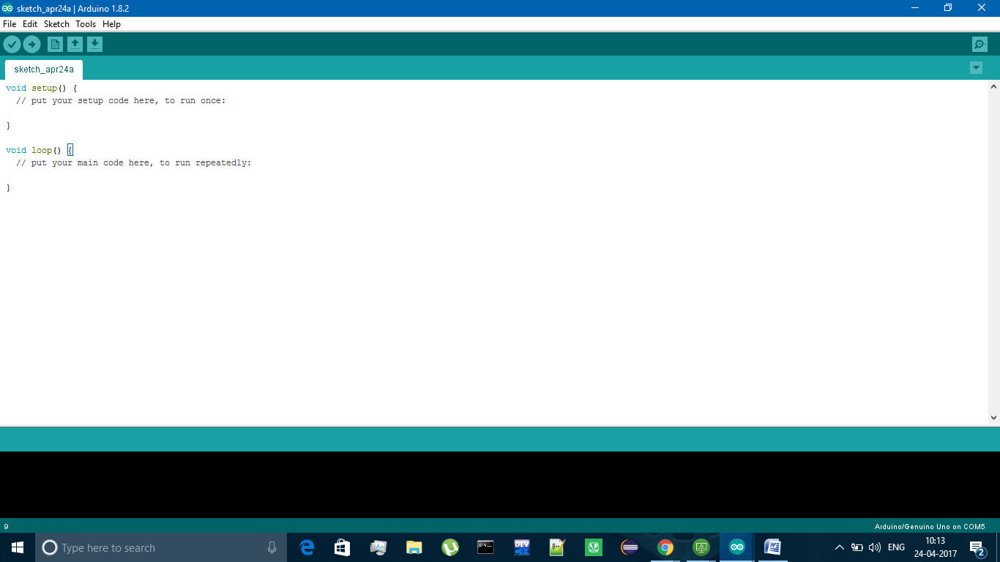 sketch_apr24a | Arduino 1.8.2
File Edit Sketch Tools Help
sketch_apr24a
void setup() {
  // put your setup code here, to run once:
}
void loop() {
  // put your main code here, to run repeatedly:
}
9
Arduino/Genuino Uno on COM5
Type here to search
C:\.
DEV
ENG
10:13
24-04-2017
2